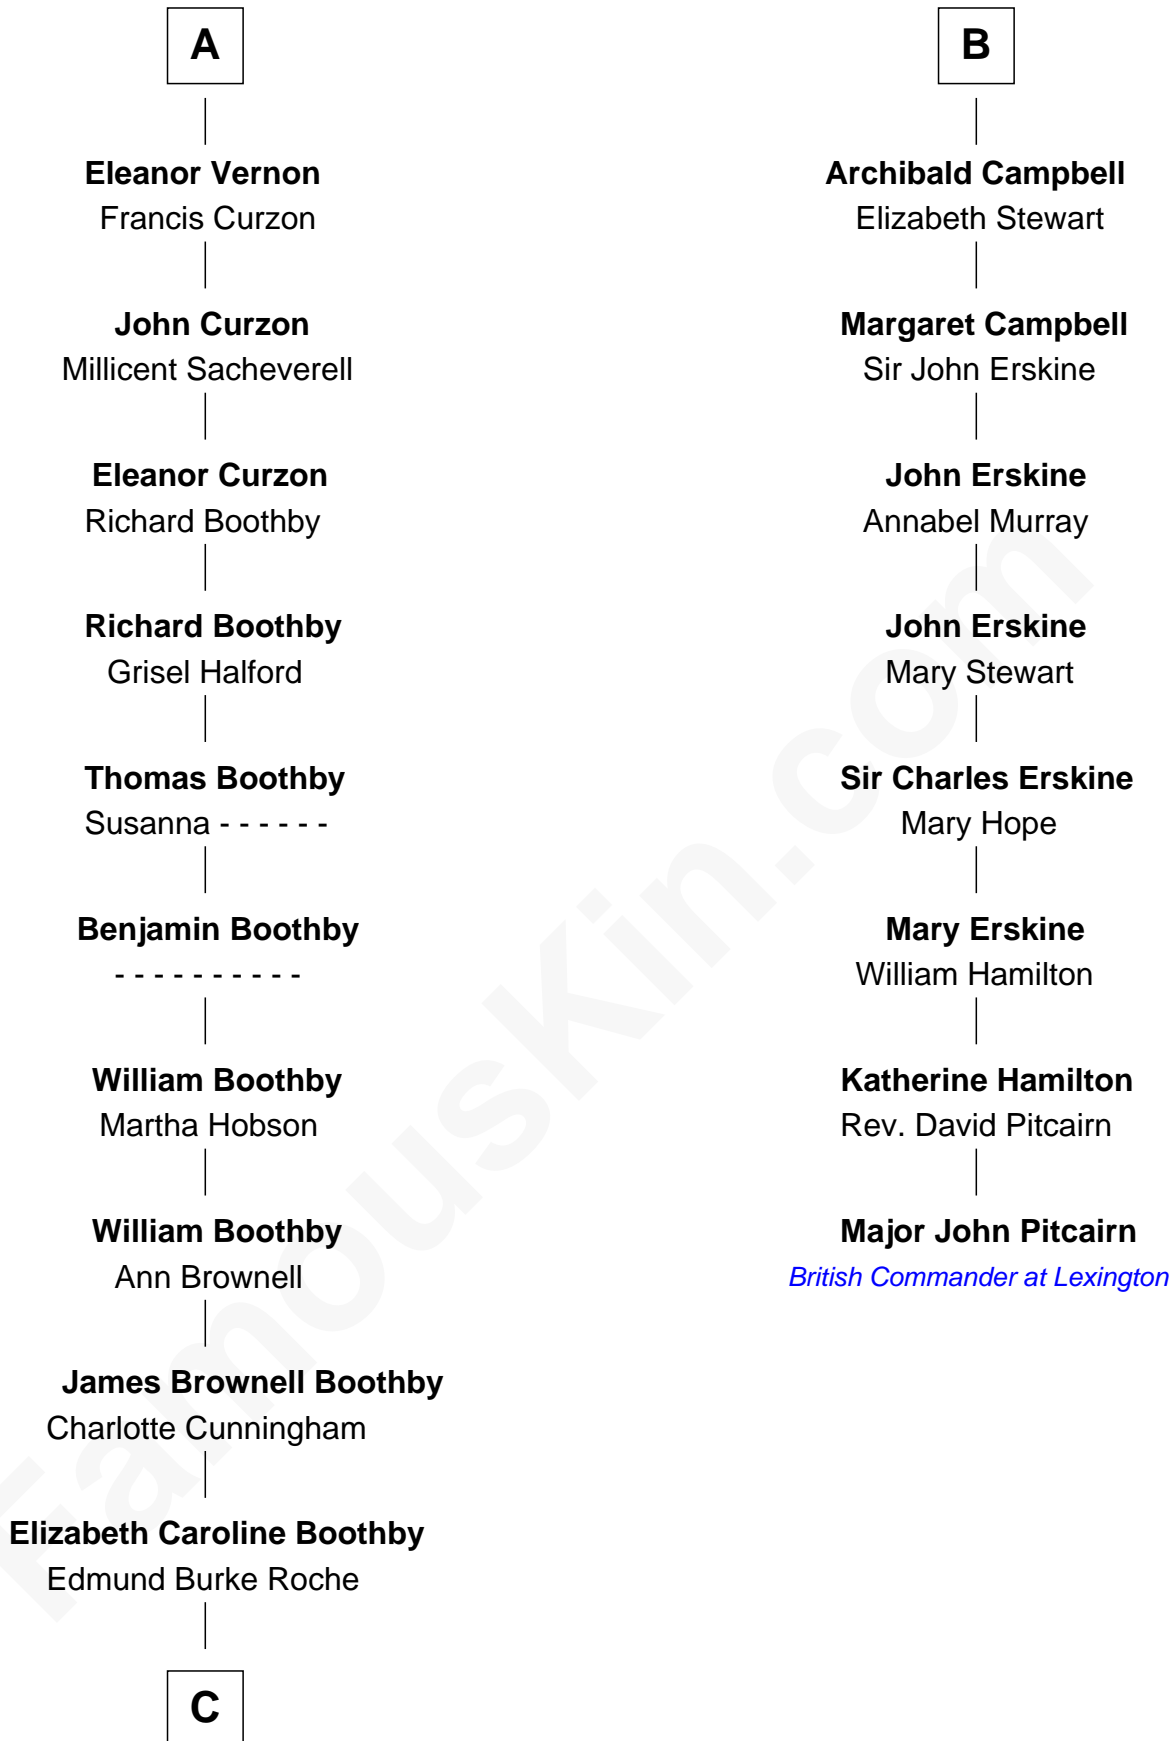 A
Eleanor Vernon
Francis Curzon
John Curzon
Millicent Sacheverell
Eleanor Curzon
Richard Boothby
Richard Boothby
Grisel Halford
Thomas Boothby
Susanna - - - - - -
Benjamin Boothby
- - - - - - - - - -
William Boothby
Martha Hobson
William Boothby
Ann Brownell
James Brownell Boothby
Charlotte Cunningham
Elizabeth Caroline Boothby
Edmund Burke Roche
C
B
Archibald Campbell
Elizabeth Stewart
Margaret Campbell
Sir John Erskine
John Erskine
Annabel Murray
John Erskine
Mary Stewart
Sir Charles Erskine
Mary Hope
Mary Erskine
William Hamilton
Katherine Hamilton
Rev. David Pitcairn
Major John Pitcairn
British Commander at Lexington
FamousKin.com